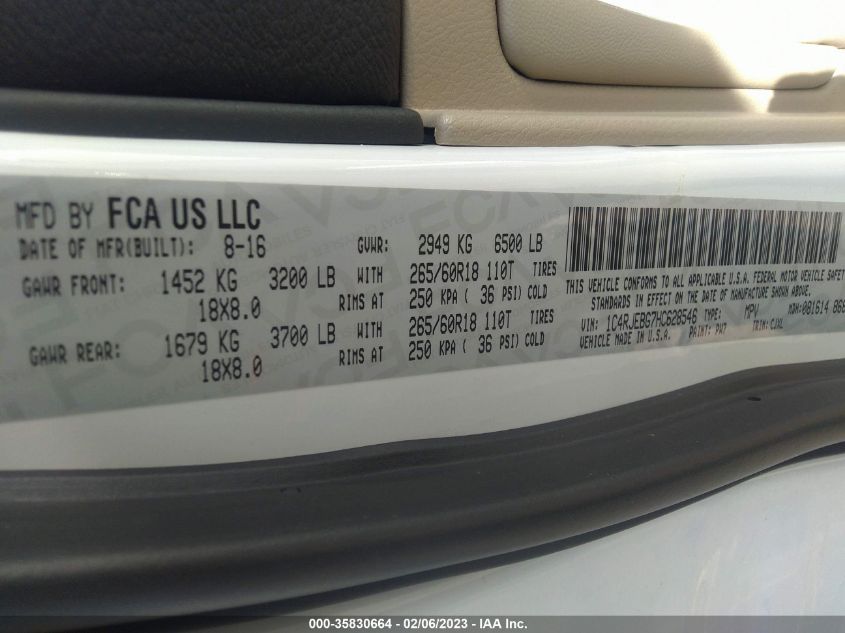 MFD BY FCA US LLC
DATE OF MFR(BUILT): 8-16 GVWR: 2949 KG 6500 LB
GAWR FRONT: 1452 KG 3200 LB WITH 265/60R18 110T TIRES
18X8.0 RIMS AT 250 KPA ( 36 PSI) COLD
GAWR REAR: 1679 KG 3700 LB WITH 265/60R18 110T TIRES
18X8.0 RIMS AT 250 KPA ( 36 PSI) COLD
THIS VEHICLE CONFORMS TO ALL APPLICABLE U.S.A. FEDERAL MOTOR VEHICLE SAFETY
STANDARDS IN EFFECT ON THE DATE OF MANUFACTURE SHOWN ABOVE.
VIN: 1C4RJEBG7HC628546 TYPE: MPV MDH: 081614
VEHICLE MADE IN U.S.A. PAINT: PW7 TRIM:
000-35830664 - 02/06/2023 - IAA Inc.